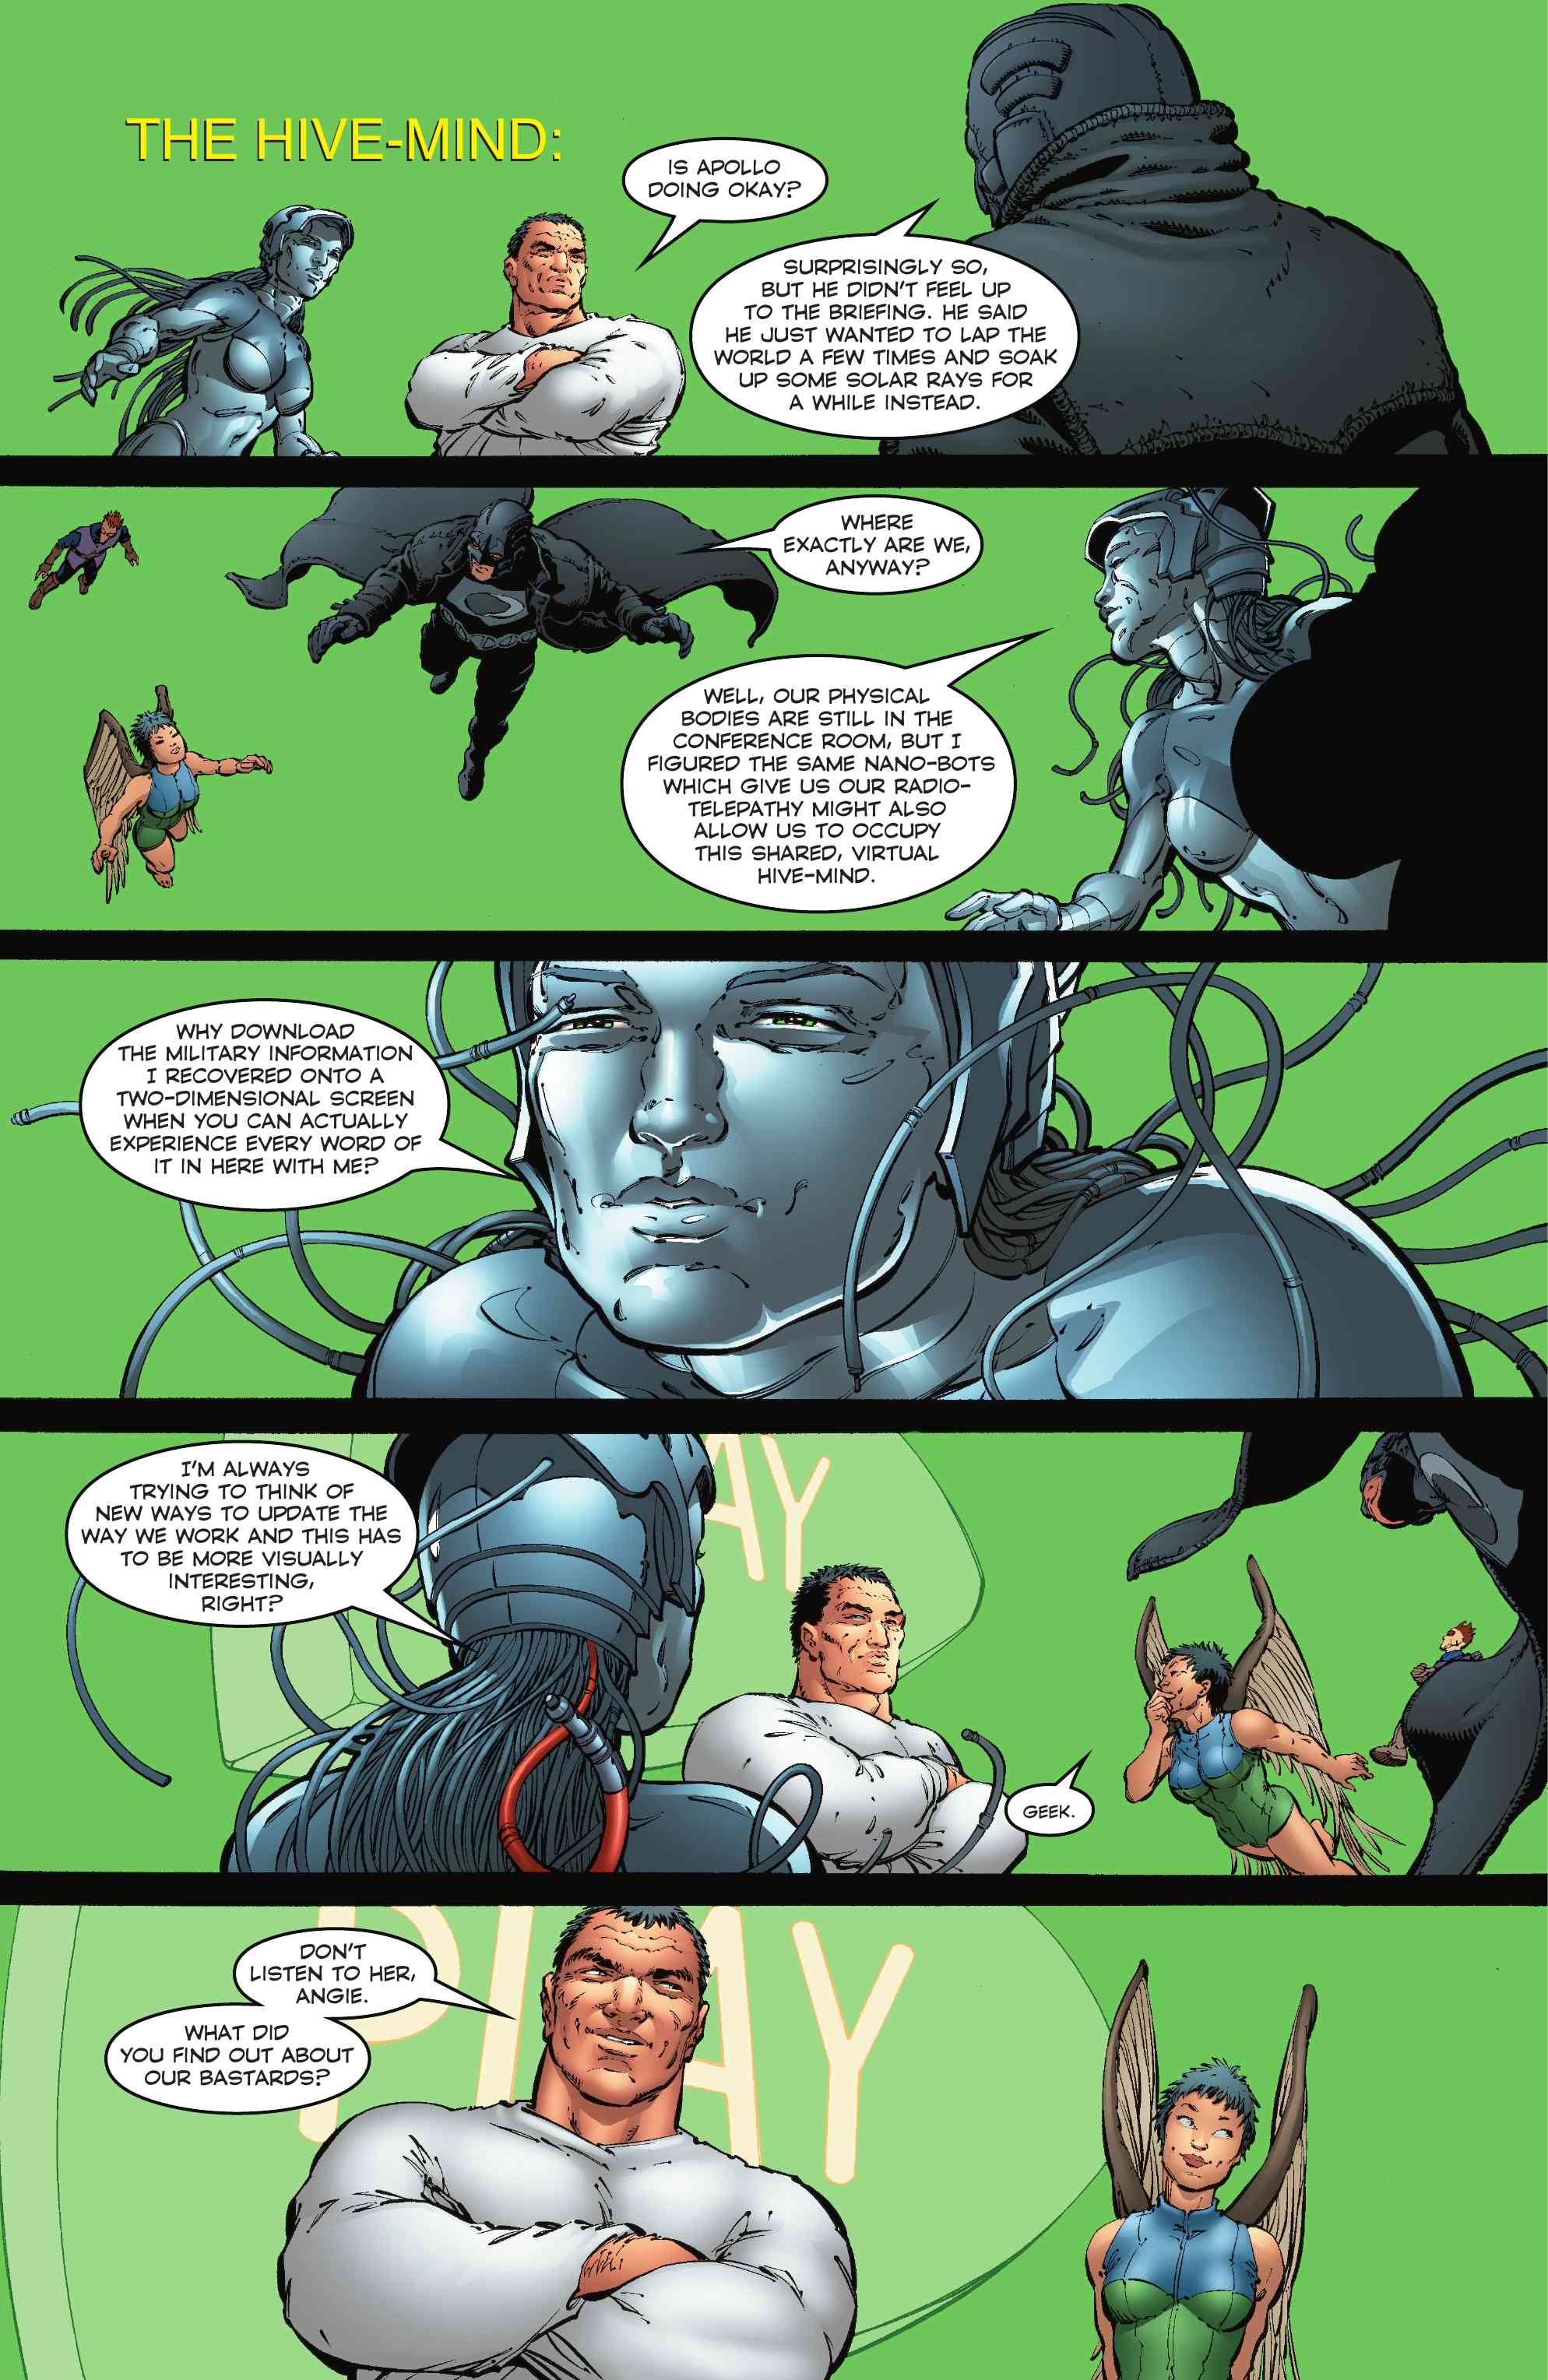 THE HIVE-MIND:
IS APOLLO
DOING OKAY?
SURPRISINGLY SO,
BUT HE DIDN'T FEEL UP
TO THE BRIEFING. HE SAID
HE JUST WANTED TO LAP THE
WORLD A FEW TIMES AND SOAK
UP SOME SOLAR RAYS FOR
A WHILE INSTEAD.
WHERE
EXACTLY ARE WE,
ANYWAY?
WELL, OUR PHYSICAL
BODIES ARE STILL IN THE
CONFERENCE ROOM, BUT I
FIGURED THE SAME NANO-BOTS
WHICH GIVE US OUR RADIO-
TELEPATHY MIGHT ALSO
ALLOW US TO OCCUPY
THIS SHARED, VIRTUAL
HIVE-MIND.
WHY DOWNLOAD
THE MILITARY INFORMATION
I RECOVERED ONTO A
TWO-DIMENSIONAL SCREEN
WHEN YOU CAN ACTUALLY
EXPERIENCE EVERY WORD OF
IT IN HERE WITH ME?
I'M ALWAYS
TRYING TO THINK OF
NEW WAYS TO UPDATE THE
WAY WE WORK AND THIS HAS
TO BE MORE VISUALLY
INTERESTING,
RIGHT?
AY
GEEK.
DON'T
LISTEN TO HER,
ANGIE.
WHAT DID
YOU FIND OUT ABOUT
OUR BASTARDS?
PLAY